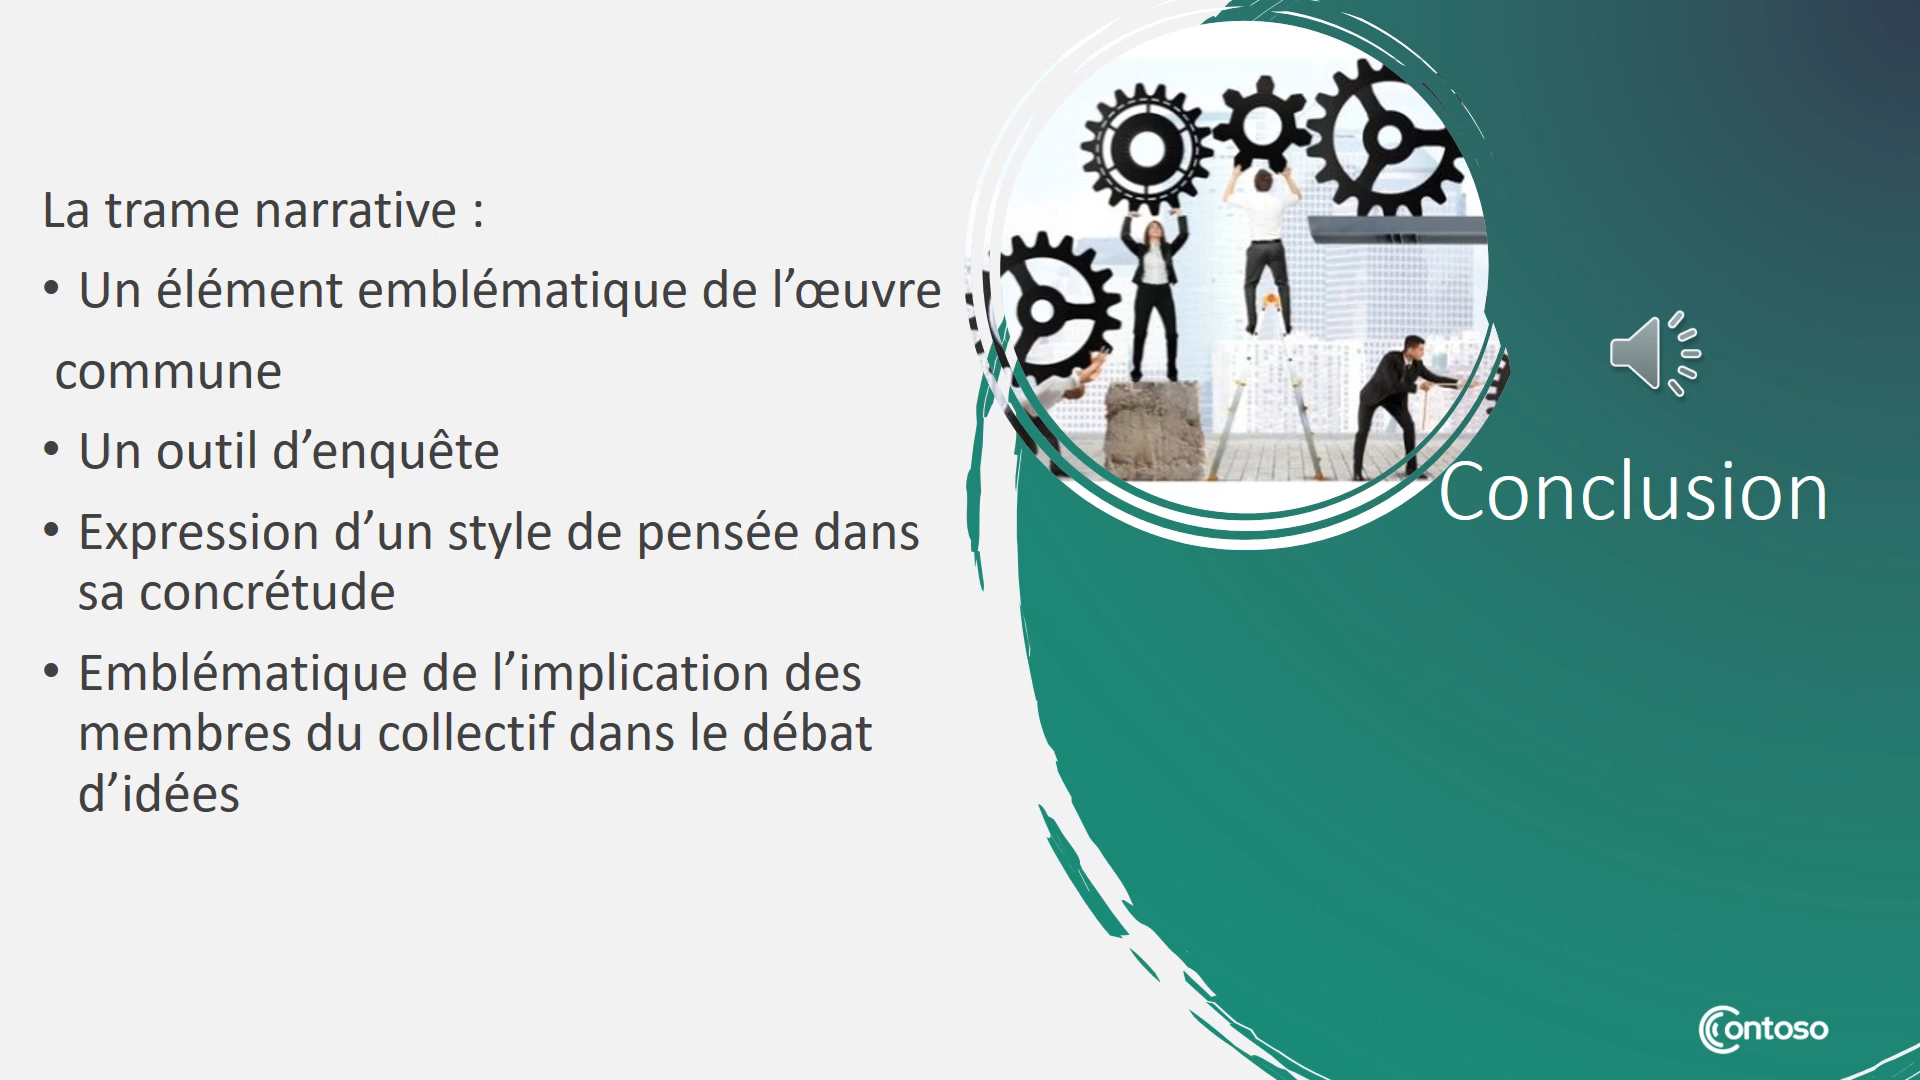 La trame narrative :
• Un élément emblématique de l’œuvre
commune
• Un outil d’enquête
• Expression d’un style de pensée dans
sa concrétude
• Emblématique de l’implication des
membres du collectif dans le débat
d’idées
Conclusion
Contoso